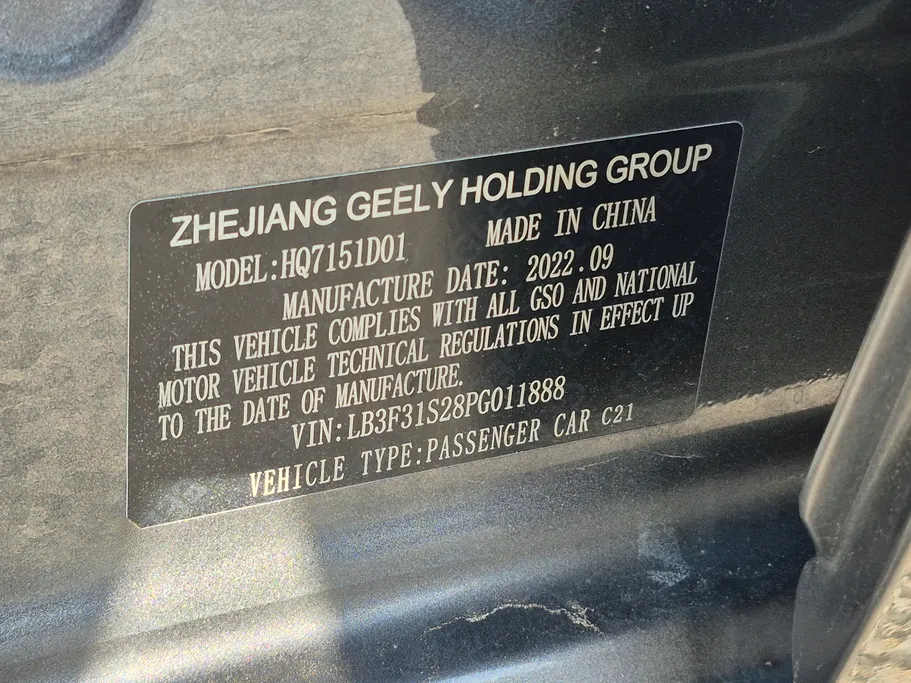 ZHEJIANG GEELY HOLDING GROUP
MODEL:HQ7151D01 MADE IN CHINA
MANUFACTURE DATE: 2022.09
THIS VEHICLE COMPLIES WITH ALL GSO AND NATIONAL
MOTOR VEHICLE TECHNICAL REGULATIONS IN EFFECT UP
TO THE DATE OF MANUFACTURE.
VIN:LB3F31S28PG011888
VEHICLE TYPE:PASSENGER CAR C21